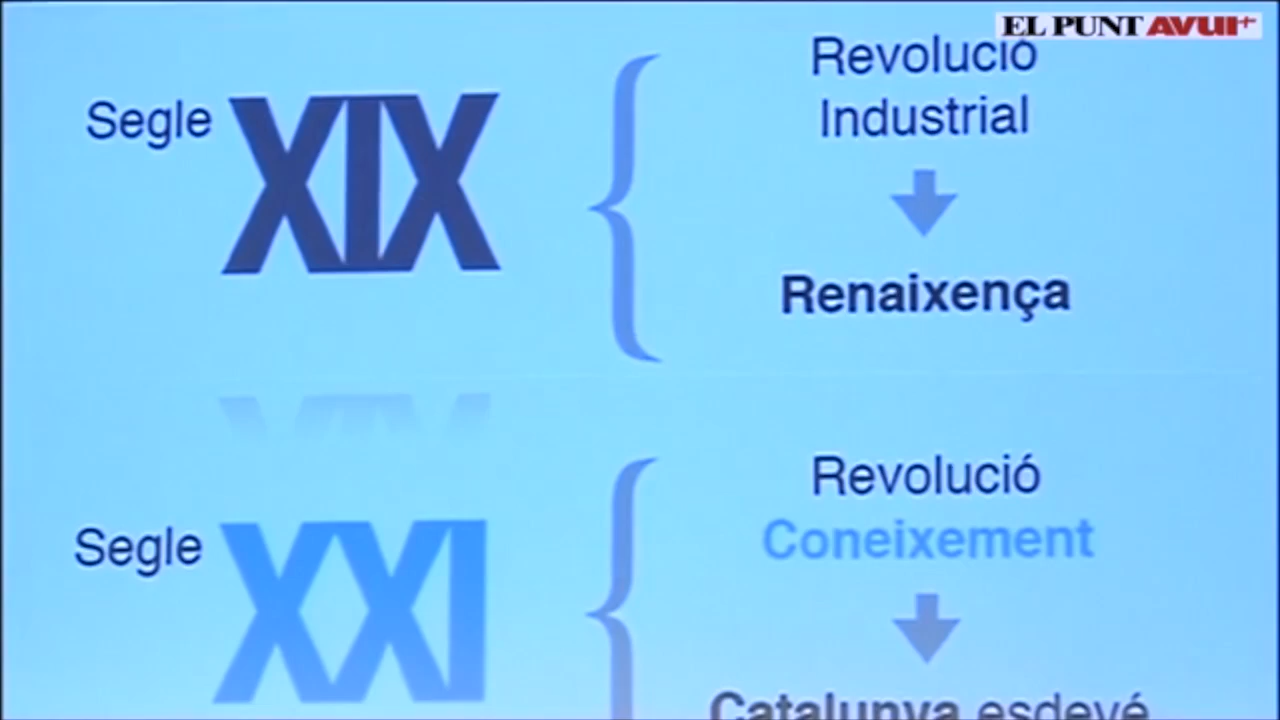 EL PUNT AVUI+
Segle XIX
Revolució
Industrial
Renaixença
Segle XXI
Revolució
Coneixement
Catalunya esdevé